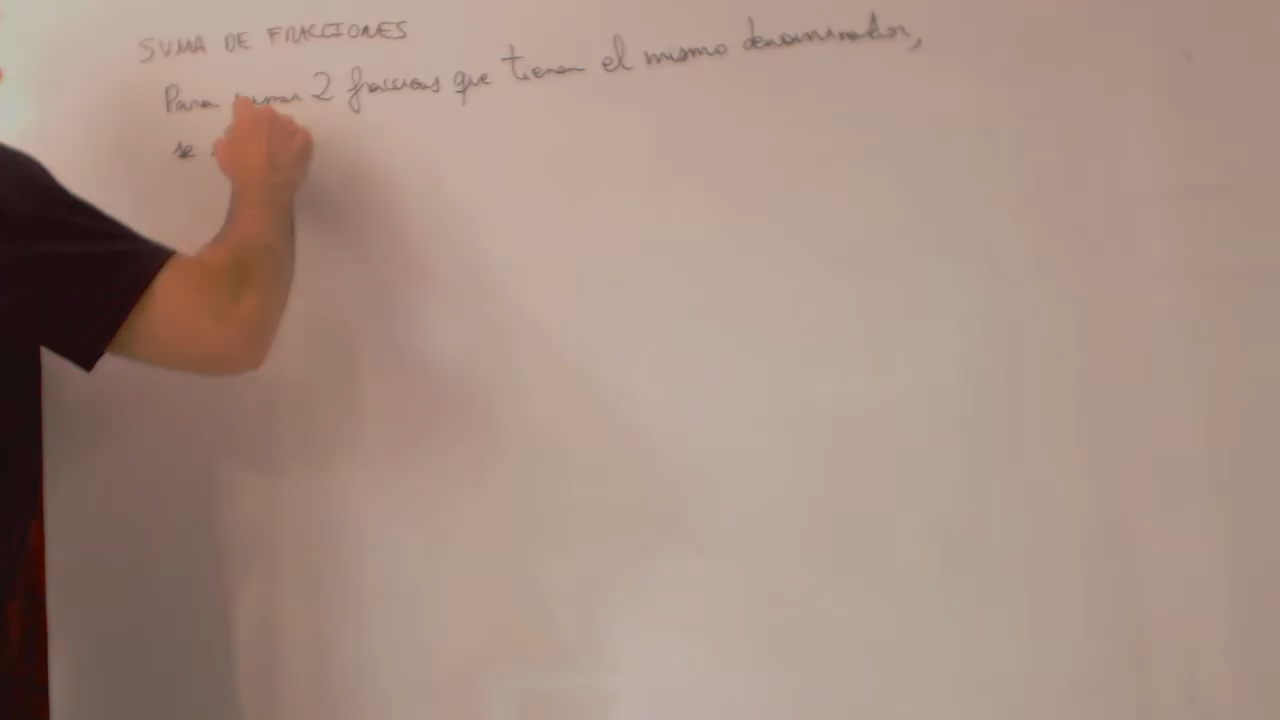 SUMA DE FRACCIONES
Para sumar 2 fracciones que tienen el mismo denominador,
se